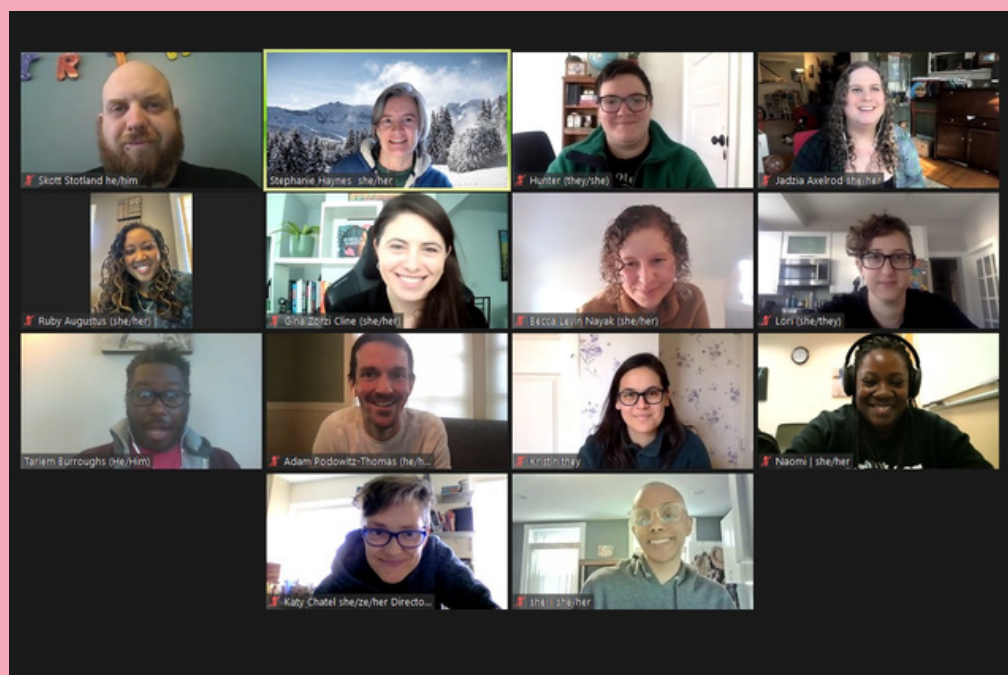 Skott Stotland he/him
Stephanie Haynes she/her
Hunter (they/she)
Jadzia Axelrod she/her
Ruby Augustus (she/her)
Gina Zorzi Cline (she/her)
Becca Levin Nayak (she/her)
Lori (she/they)
Tariem Burroughs (He/Him)
Adam Podowitz-Thomas (he/h...
Kristin they
Naomi | she/her
Katy Chatel she/ze/her Directo...
she/her